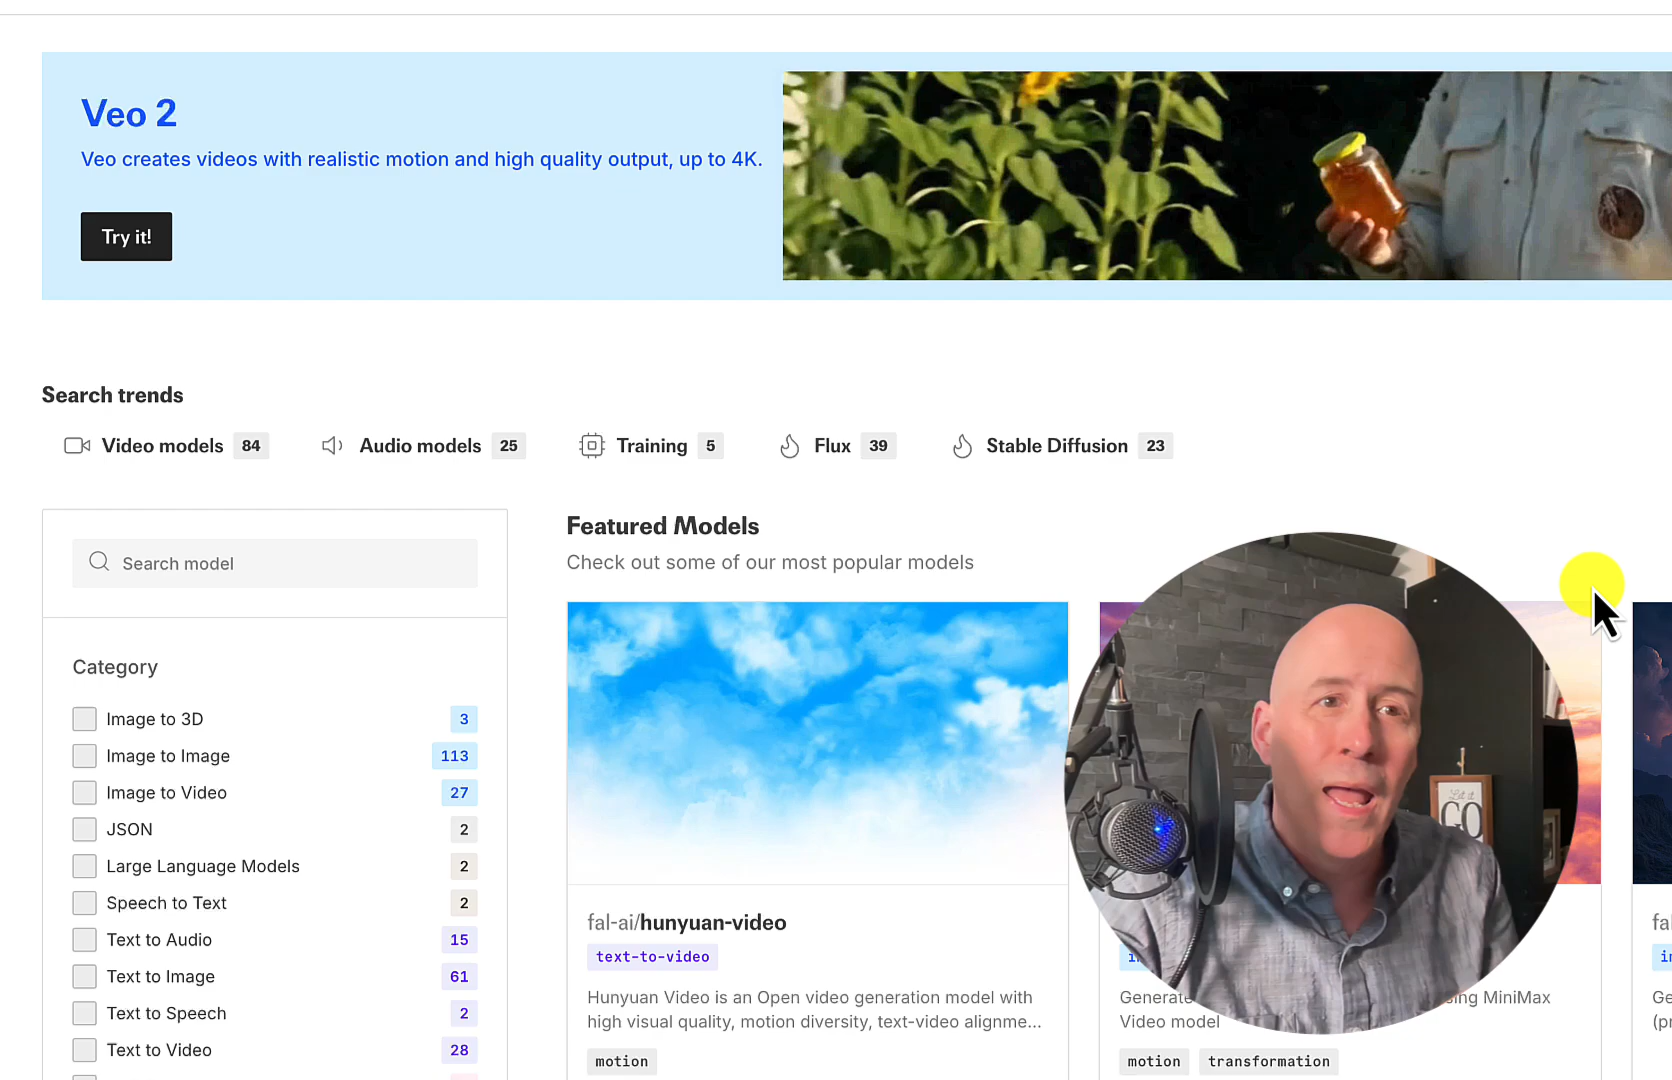 Veo 2
Veo creates videos with realistic motion and high quality output, up to 4K.
Try it!
Search trends
Video models 84
Audio models 25
Training 5
Flux 39
Stable Diffusion 23
Search model
Category
Image to 3D 3
Image to Image 113
Image to Video 27
JSON 2
Large Language Models 2
Speech to Text 2
Text to Audio 15
Text to Image 61
Text to Speech 2
Text to Video 28
Featured Models
Check out some of our most popular models
fal-ai/hunyuan-video
text-to-video
Hunyuan Video is an Open video generation model with
high visual quality, motion diversity, text-video alignme...
motion
Let it
GO
Generate MiniMax
Video model
motion transformation